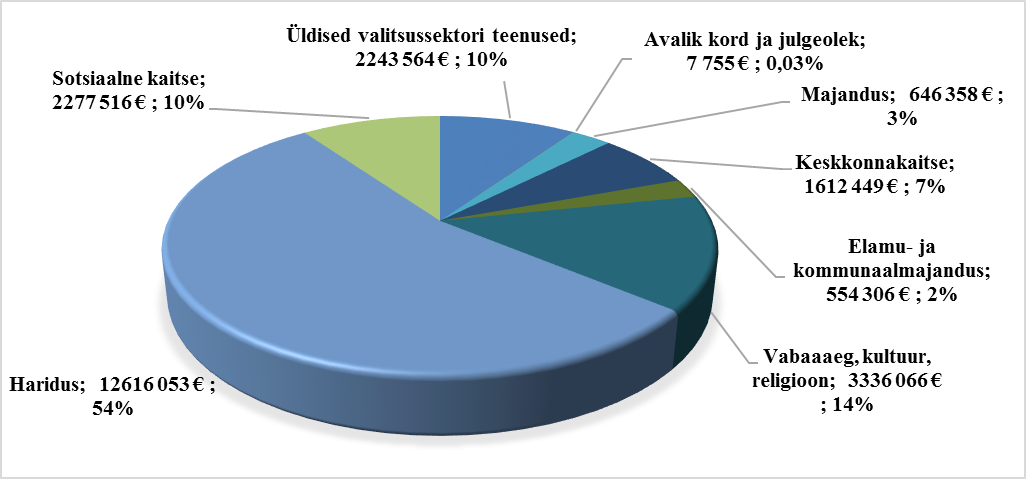 Üldised valitsussektori teenused;
2243 564 € ; 10%
Avalik kord ja julgeolek;
7 755 € ; 0,03%
Majandus; 646 358 € ;
3%
Keskkonnakaitse;
1612 449 € ; 7%
Elamu- ja
kommunaalmajandus;
554 306 € ; 2%
Vabaaaeg, kultuur,
religioon; 3336 066 €
; 14%
Haridus; 12616 053 € ;
54%
Sotsiaalne kaitse;
2277 516 € ; 10%